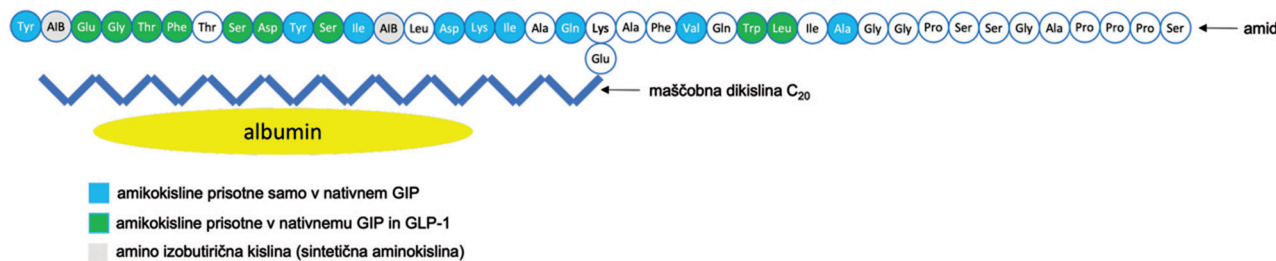 Tyr AIB Glu Gly Thr Phe Thr Ser Asp Tyr Ser Ile AIB Leu Asp Lys Ile Ala Gln Lys Ala Phe Val Gln Trp Leu Ile Ala Gly Gly Pro Ser Ser Gly Ala Pro Pro Pro Ser amid
Glu
maščobna dikislina C₂₀
albumin
amikokisline prisotne samo v nativnem GIP
amikokisline prisotne v nativnemu GIP in GLP-1
amino izobutirična kislina (sintetična aminokislina)